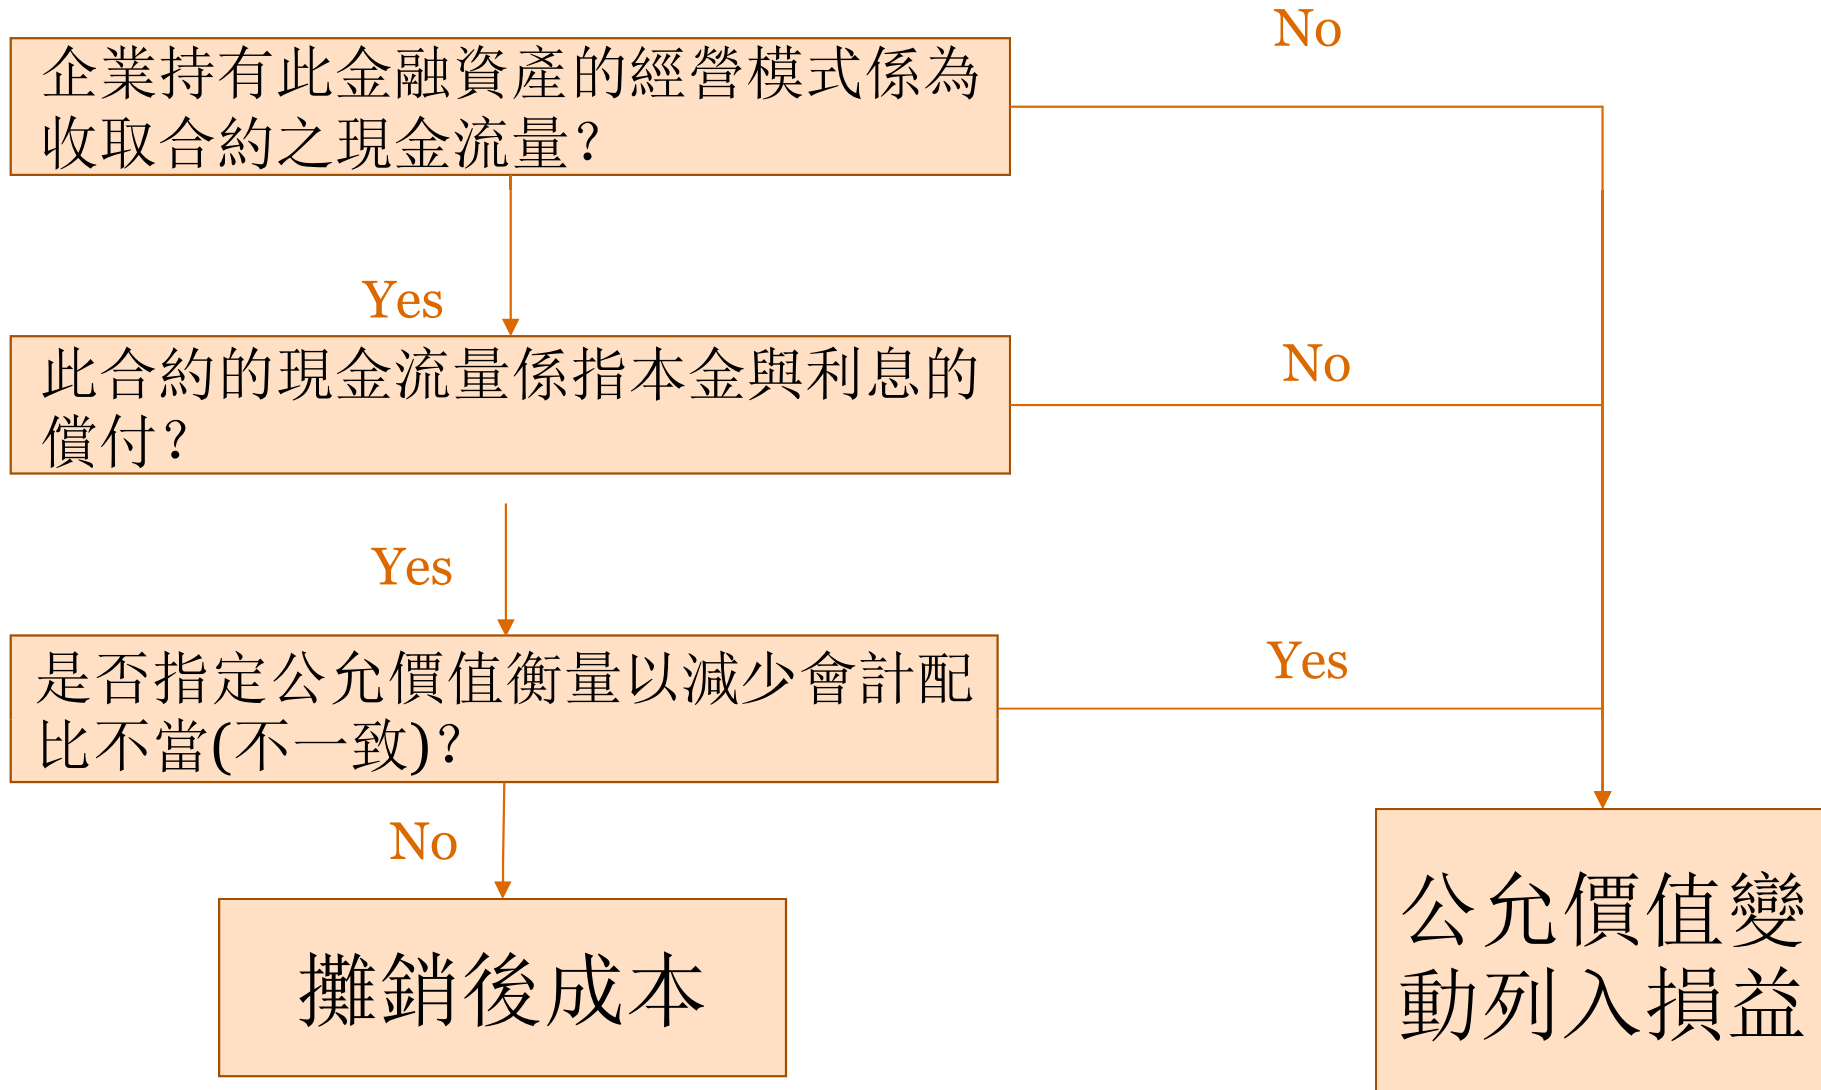 No
企業持有此金融資產的經營模式係為
收取合約之現金流量?
Yes
此合約的現金流量係指本金與利息的
償付?
No
Yes
是否指定公允價值衡量以減少會計配
比不當(不一致)?
Yes
No
攤銷後成本
公允價值變
動列入損益